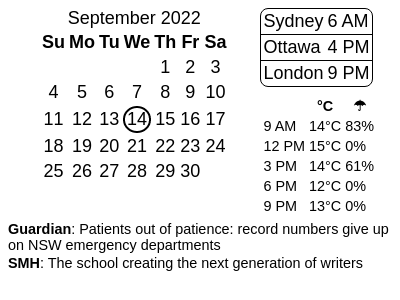 September 2022
Su Mo Tu We Th Fr Sa
1 2 3
4 5 6 7 8 9 10
11 12 13 14 15 16 17
18 19 20 21 22 23 24
25 26 27 28 29 30
Sydney 6 AM
Ottawa 4 PM
London 9 PM
°C ☂
9 AM 14°C 83%
12 PM 15°C 0%
3 PM 14°C 61%
6 PM 12°C 0%
9 PM 13°C 0%
Guardian: Patients out of patience: record numbers give up
on NSW emergency departments
SMH: The school creating the next generation of writers